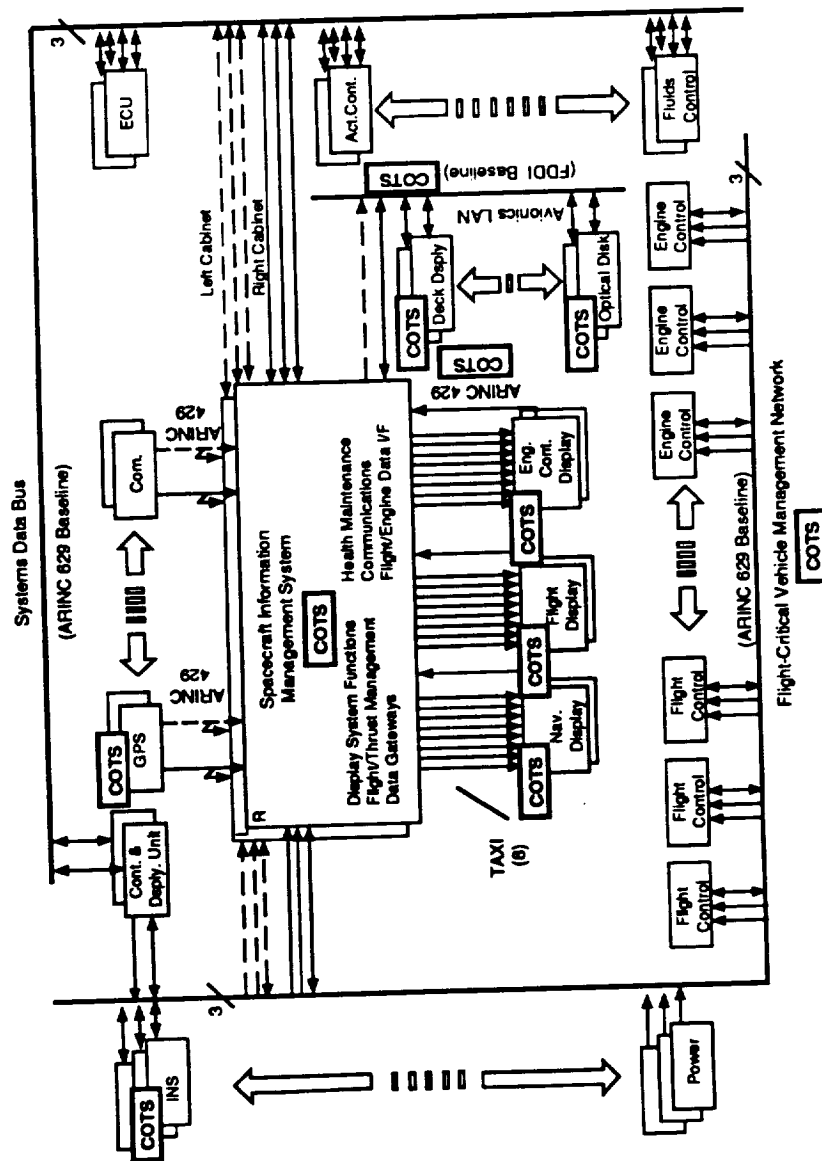 Systems Data Bus
(ARINC 629 Baseline)
3
3
3
COTS
INS
Cont. &
Disply. Unit
COTS
GPS
ARINC
429
Com.
ARINC
429
ECU
Left Cabinet
Right Cabinet
R
Spacecraft Information
Management System
COTS
Display System Functions
Flight/Thrust Management
Data Gateways
Health Maintenance
Communications
Flight/Engine Data I/F
Act.Cont.
COTS
(FDDI Baseline)
Avionics LAN
COTS
Deck Dsply
COTS
COTS
Optical Disk
ARINC 429
TAXI
(8)
COTS
Nav.
Display
COTS
Flight
Display
COTS
Eng.
Cont.
Display
Fluids
Control
Power
Flight
Control
Flight
Control
Flight
Control
Engine
Control
Engine
Control
Engine
Control
(ARINC 629 Baseline)
Flight-Critical Vehicle Management Network
COTS